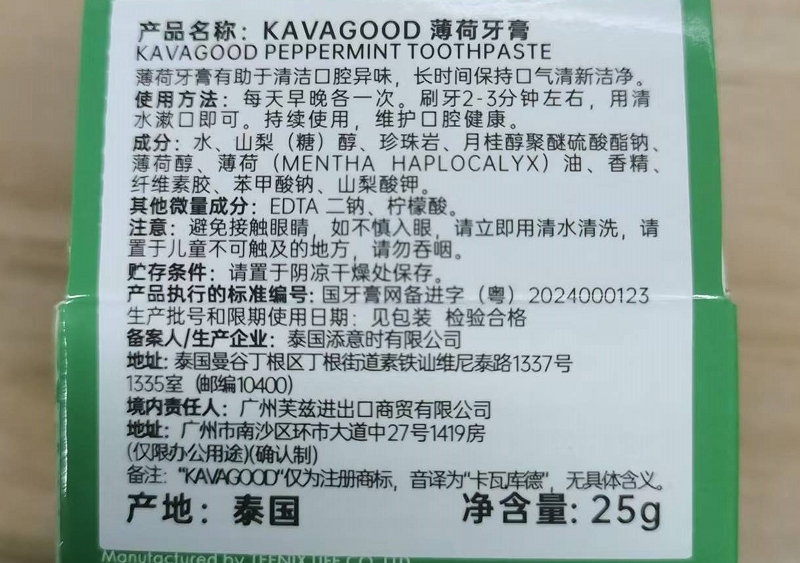 产品名称：KAVAGOOD 薄荷牙膏
KAVAGOOD PEPPERMINT TOOTHPASTE
薄荷牙膏有助于清洁口腔异味，长时间保持口气清新洁净。
使用方法：每天早晚各一次。刷牙2-3分钟左右，用清
水漱口即可。持续使用，维护口腔健康。
成分：水、山梨（糖）醇、珍珠岩、月桂醇聚醚硫酸酯钠、
薄荷醇、薄荷（MENTHA HAPLOCALYX）油、香精、
纤维素胶、苯甲酸钠、山梨酸钾。
其他微量成分：EDTA 二钠、柠檬酸。
注意：避免接触眼睛，如不慎入眼，请立即用清水清洗，请
置于儿童不可触及的地方，请勿吞咽。
贮存条件：请置于阴凉干燥处保存。
产品执行的标准编号：国牙膏网备进字（粤）2024000123
生产批号和限期使用日期：见包装 检验合格
备案人/生产企业：泰国添意时有限公司
地址：泰国曼谷丁根区丁根街道素铁讪维尼泰路1337号
1335室（邮编10400）
境内责任人：广州芙兹进出口商贸有限公司
地址：广州市南沙区环市大道中27号1419房
(仅限办公用途)(确认制)
备注："KAVAGOOD"仅为注册商标，音译为"卡瓦库德"，无具体含义。
产地：泰国 净含量：25g
Manufactured by TEENIX LIFE CO.,LTD